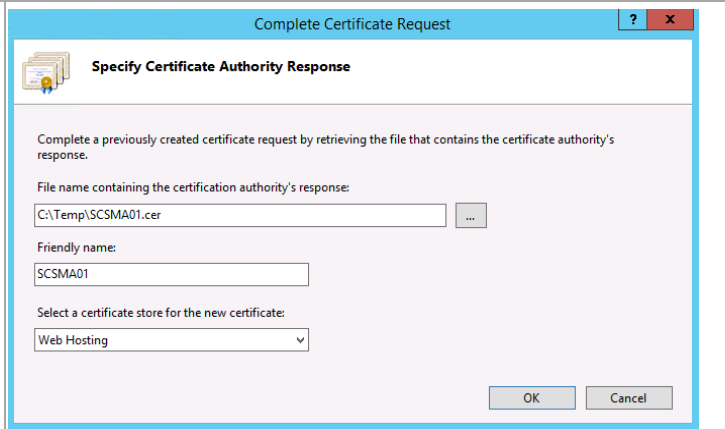 Complete Certificate Request
?
x
Specify Certificate Authority Response
Complete a previously created certificate request by retrieving the file that contains the certificate authority's
response.
File name containing the certification authority's response:
C:\Temp\SCSMA01.cer
...
Friendly name:
SCSMA01
Select a certificate store for the new certificate:
Web Hosting
OK
Cancel